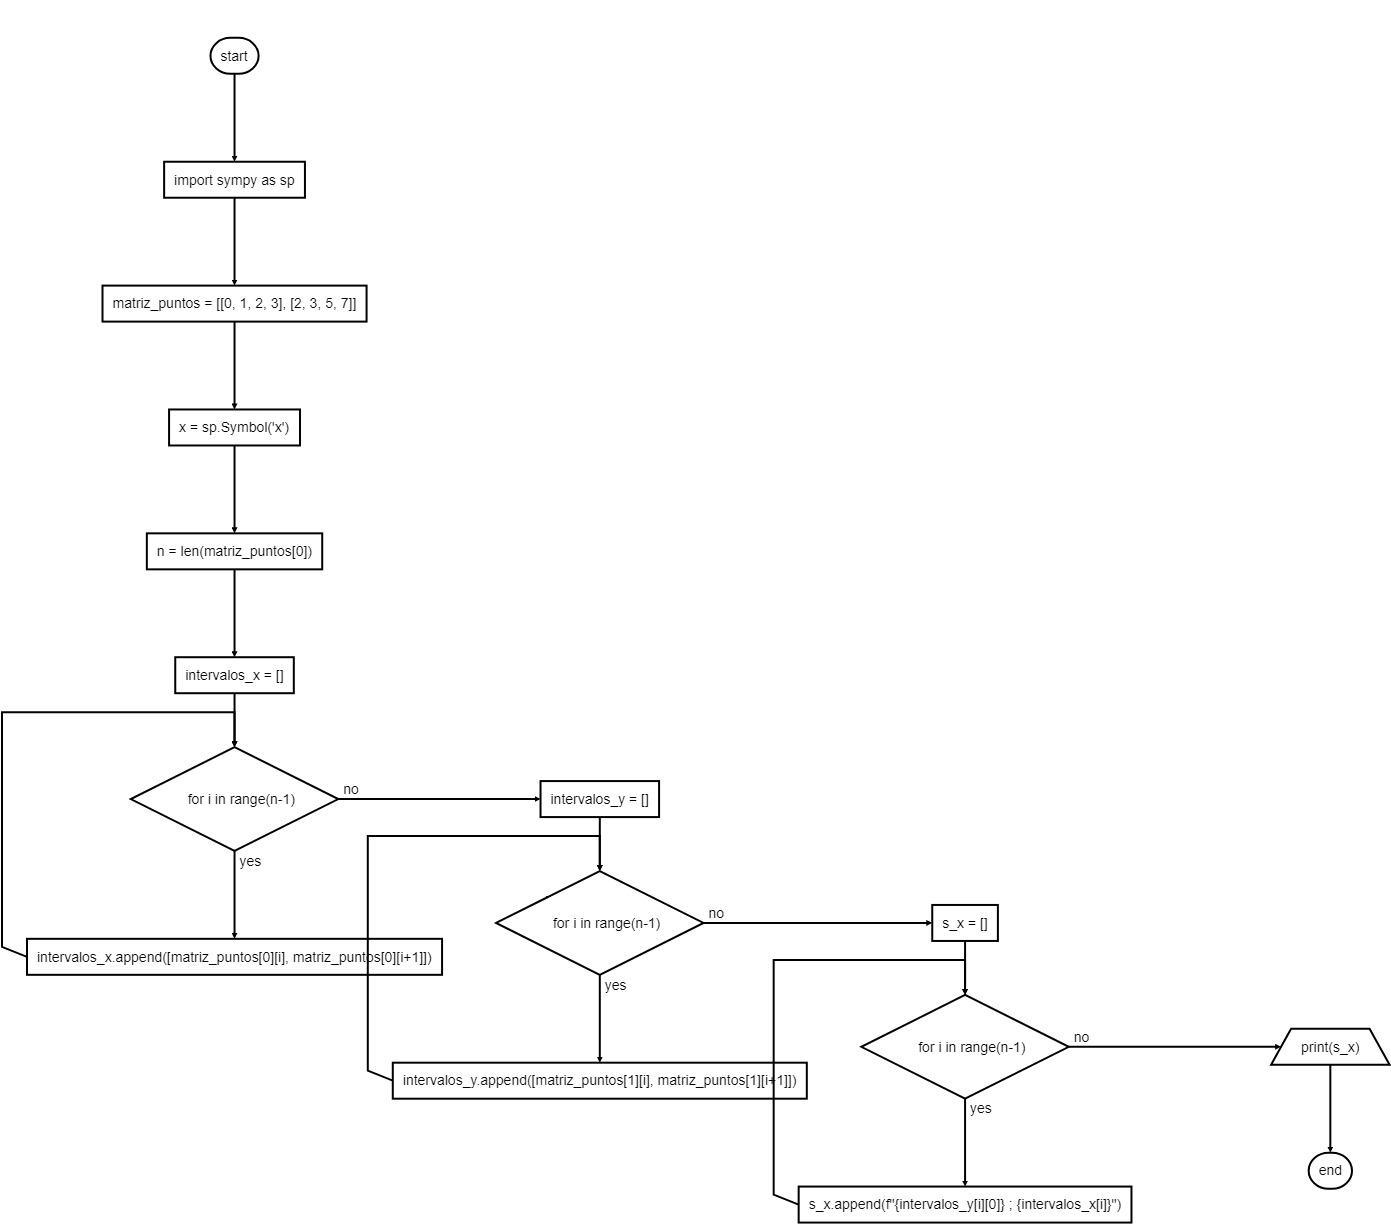 start
import sympy as sp
matriz_puntos = [[0, 1, 2, 3], [2, 3, 5, 7]]
x = sp.Symbol('x')
n = len(matriz_puntos[0])
intervalos_x = []
for i in range(n-1)
no
yes
intervalos_x.append([matriz_puntos[0][i], matriz_puntos[0][i+1]])
intervalos_y = []
for i in range(n-1)
no
yes
intervalos_y.append([matriz_puntos[1][i], matriz_puntos[1][i+1]])
s_x = []
for i in range(n-1)
no
yes
s_x.append(f"{intervalos_y[i][0]} ; {intervalos_x[i]}")
print(s_x)
end